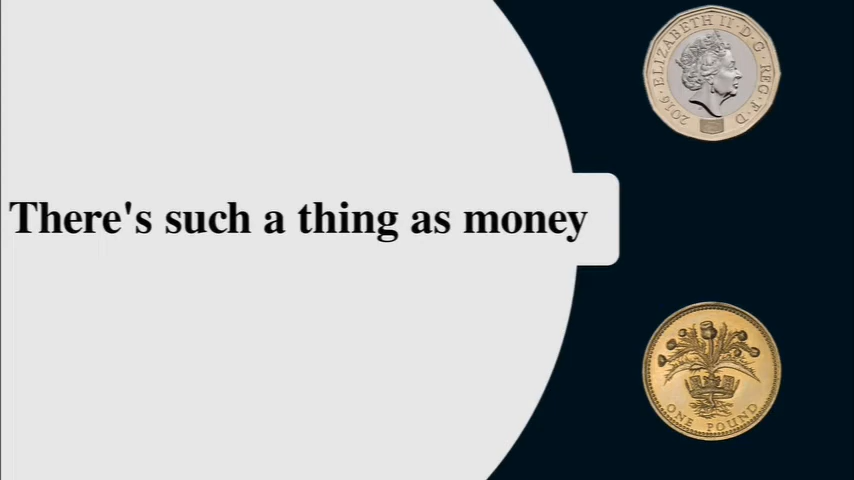 There's such a thing as money
2016 · ELIZABETH II · D · G · REG · F · D ·
ONE POUND